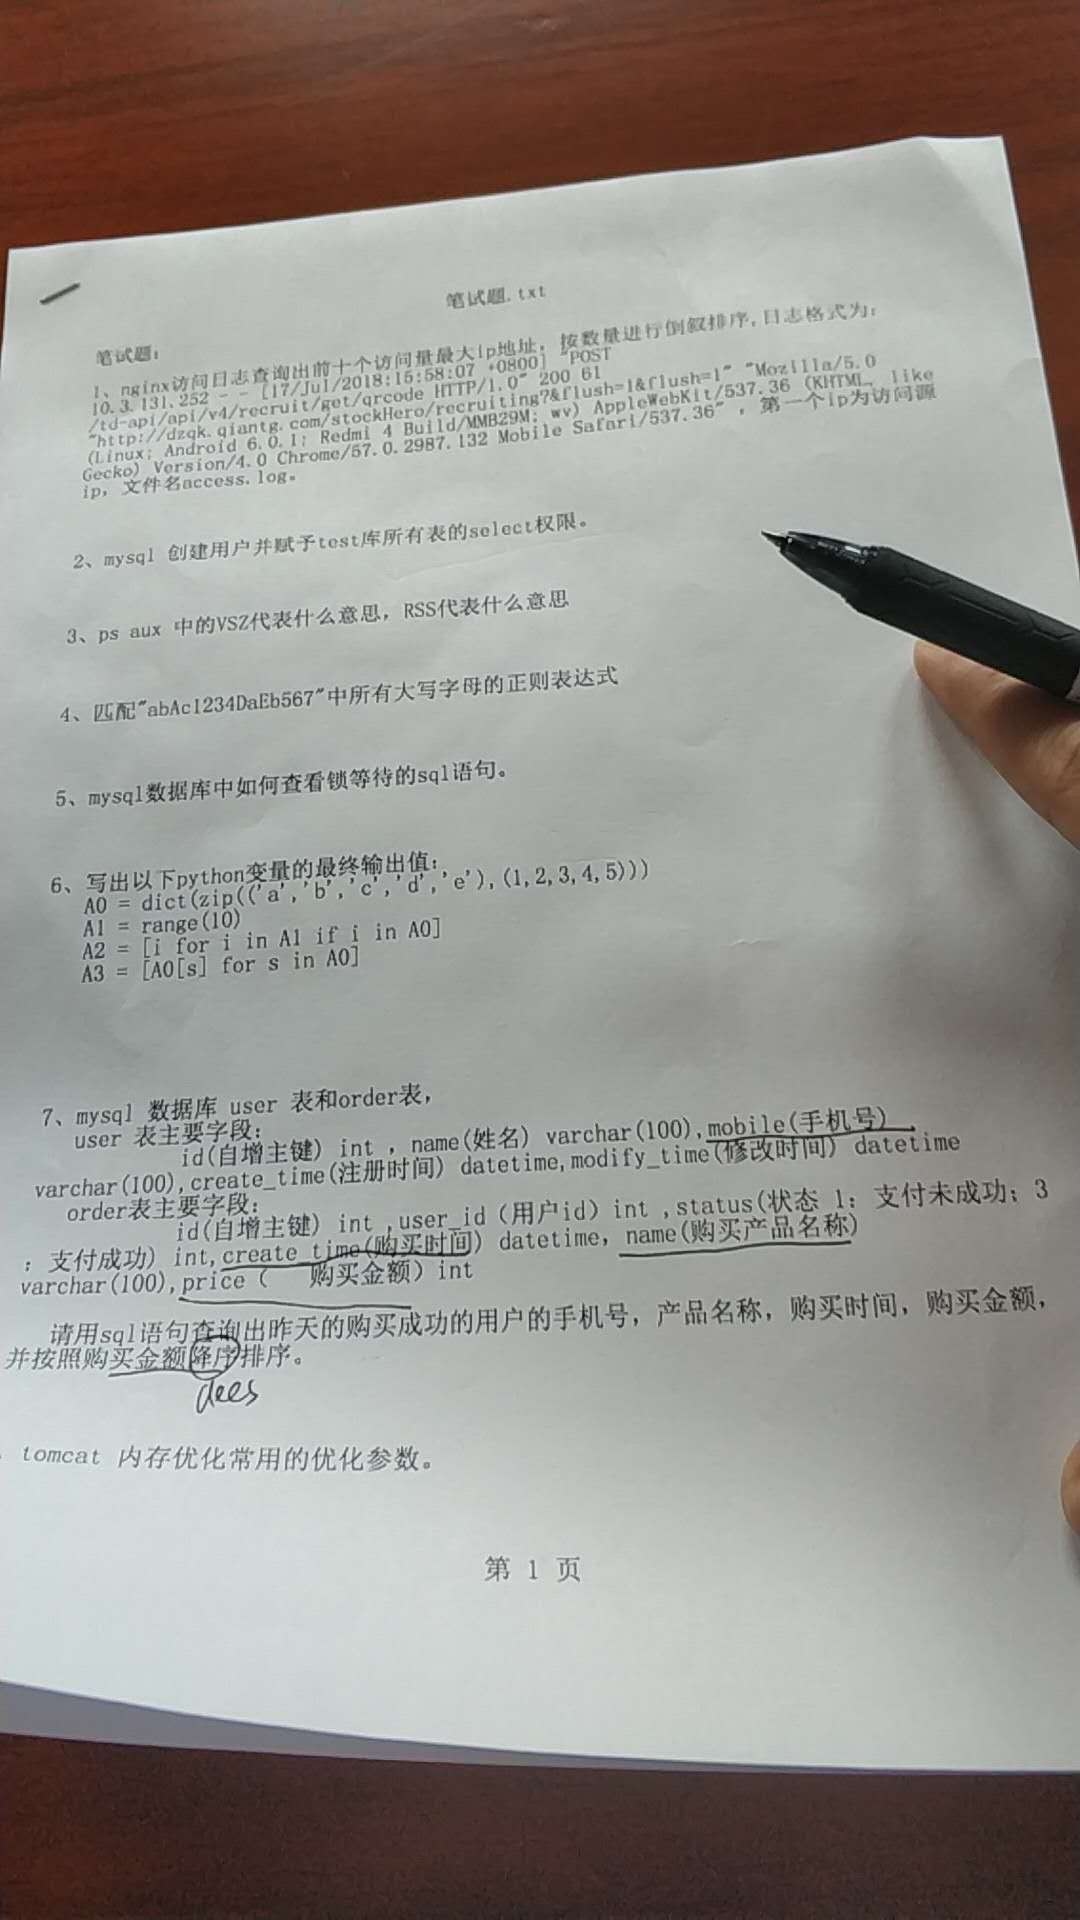 笔试题.txt
笔试题:
1、nginx访问日志查询出前十个访问量最大ip地址, 按数量进行倒叙排序,日志格式为:
10.3.131.252 - - [17/Jul/2018:15:58:07 +0800] "POST
/td-api/api/v4/recruit/get/qrcode HTTP/1.0" 200 61
"http://dzqk.qiantg.com/stockHero/recruiting?&flush=1&flush=1" "Mozilla/5.0
(Linux; Android 6.0.1; Redmi 4 Build/MMB29M; wv) AppleWebKit/537.36 (KHTML, like
Gecko) Version/4.0 Chrome/57.0.2987.132 Mobile Safari/537.36" , 第一个ip为访问源
ip, 文件名access.log。
2、mysql 创建用户并赋予test库所有表的select权限。
3、ps aux 中的VSZ代表什么意思, RSS代表什么意思
4、匹配"abAc1234DaEb567"中所有大写字母的正则表达式
5、mysql数据库中如何查看锁等待的sql语句。
6、写出以下python变量的最终输出值:
A0 = dict(zip(('a','b','c','d','e'),(1,2,3,4,5)))
A1 = range(10)
A2 = [i for i in A1 if i in A0]
A3 = [A0[s] for s in A0]
7、mysql 数据库 user 表和order表,
user 表主要字段:
id(自增主键) int , name(姓名) varchar(100),mobile(手机号)
varchar(100),create_time(注册时间) datetime,modify_time(修改时间) datetime
order表主要字段:
id(自增主键) int ,user_id (用户id) int ,status(状态 1: 支付未成功; 3
: 支付成功) int,create_time(购买时间) datetime, name(购买产品名称)
varchar(100),price ( 购买金额) int
请用sql语句查询出昨天的购买成功的用户的手机号, 产品名称, 购买时间, 购买金额,
并按照购买金额降序排序。
tomcat 内存优化常用的优化参数。
第 1 页